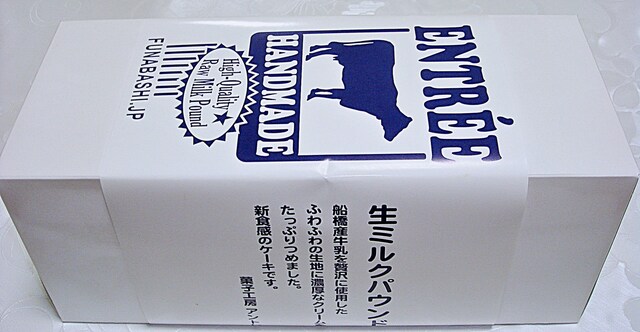 ENTRÉE
HANDMADE
High-Quality
Raw Milk Pound
FUNABASHI.JP
生ミルクパウンド
船橋産牛乳を贅沢に使用した
ふわふわの生地に濃厚なクリーム
たっぷりつめました。
新食感のケーキです。
菓子工房 アント